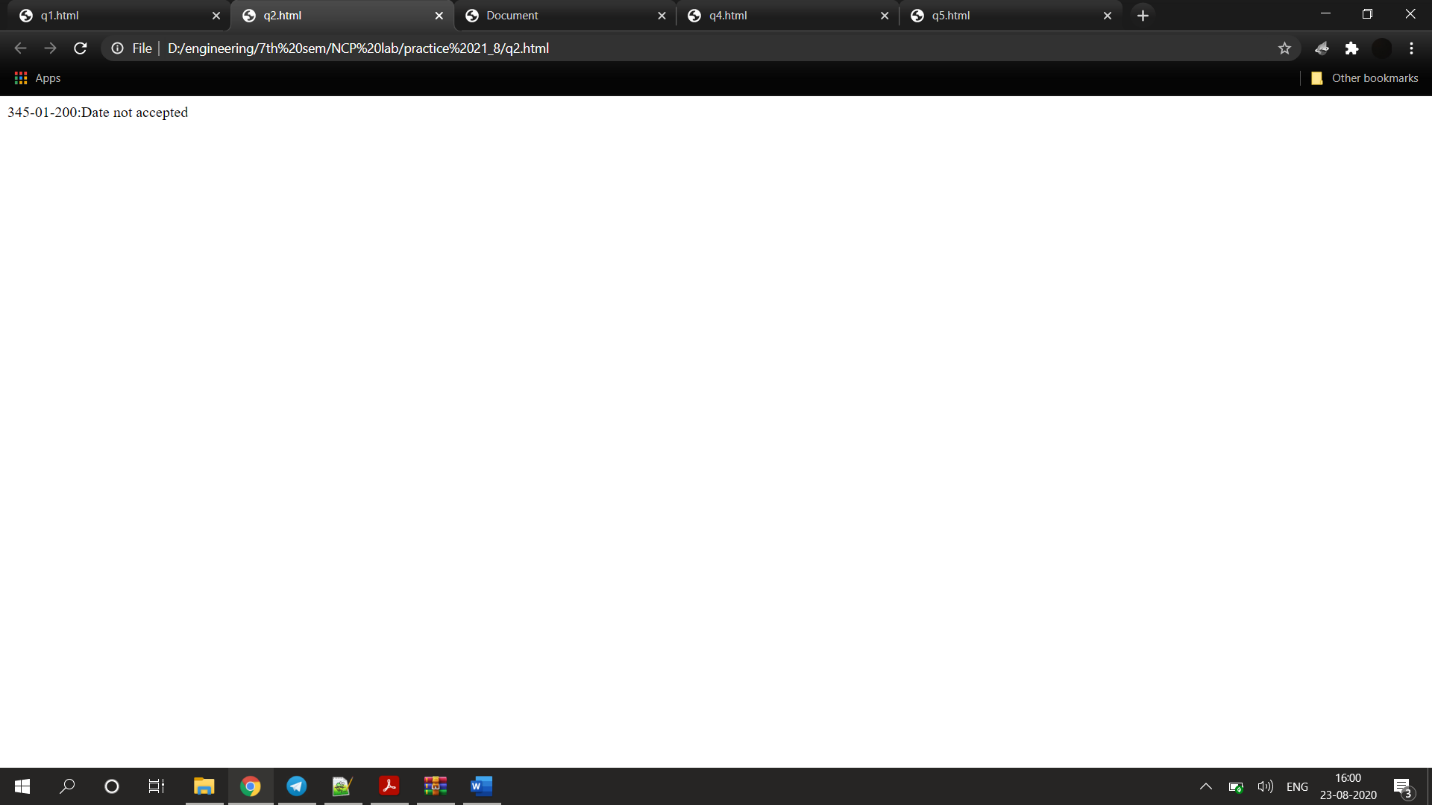 q1.html
q2.html
Document
q4.html
q5.html
File
D:/engineering/7th%20sem/NCP%20lab/practice%2021_8/q2.html
Apps
Other bookmarks
345-01-200:Date not accepted
W
ENG
16:00
23-08-2020
3